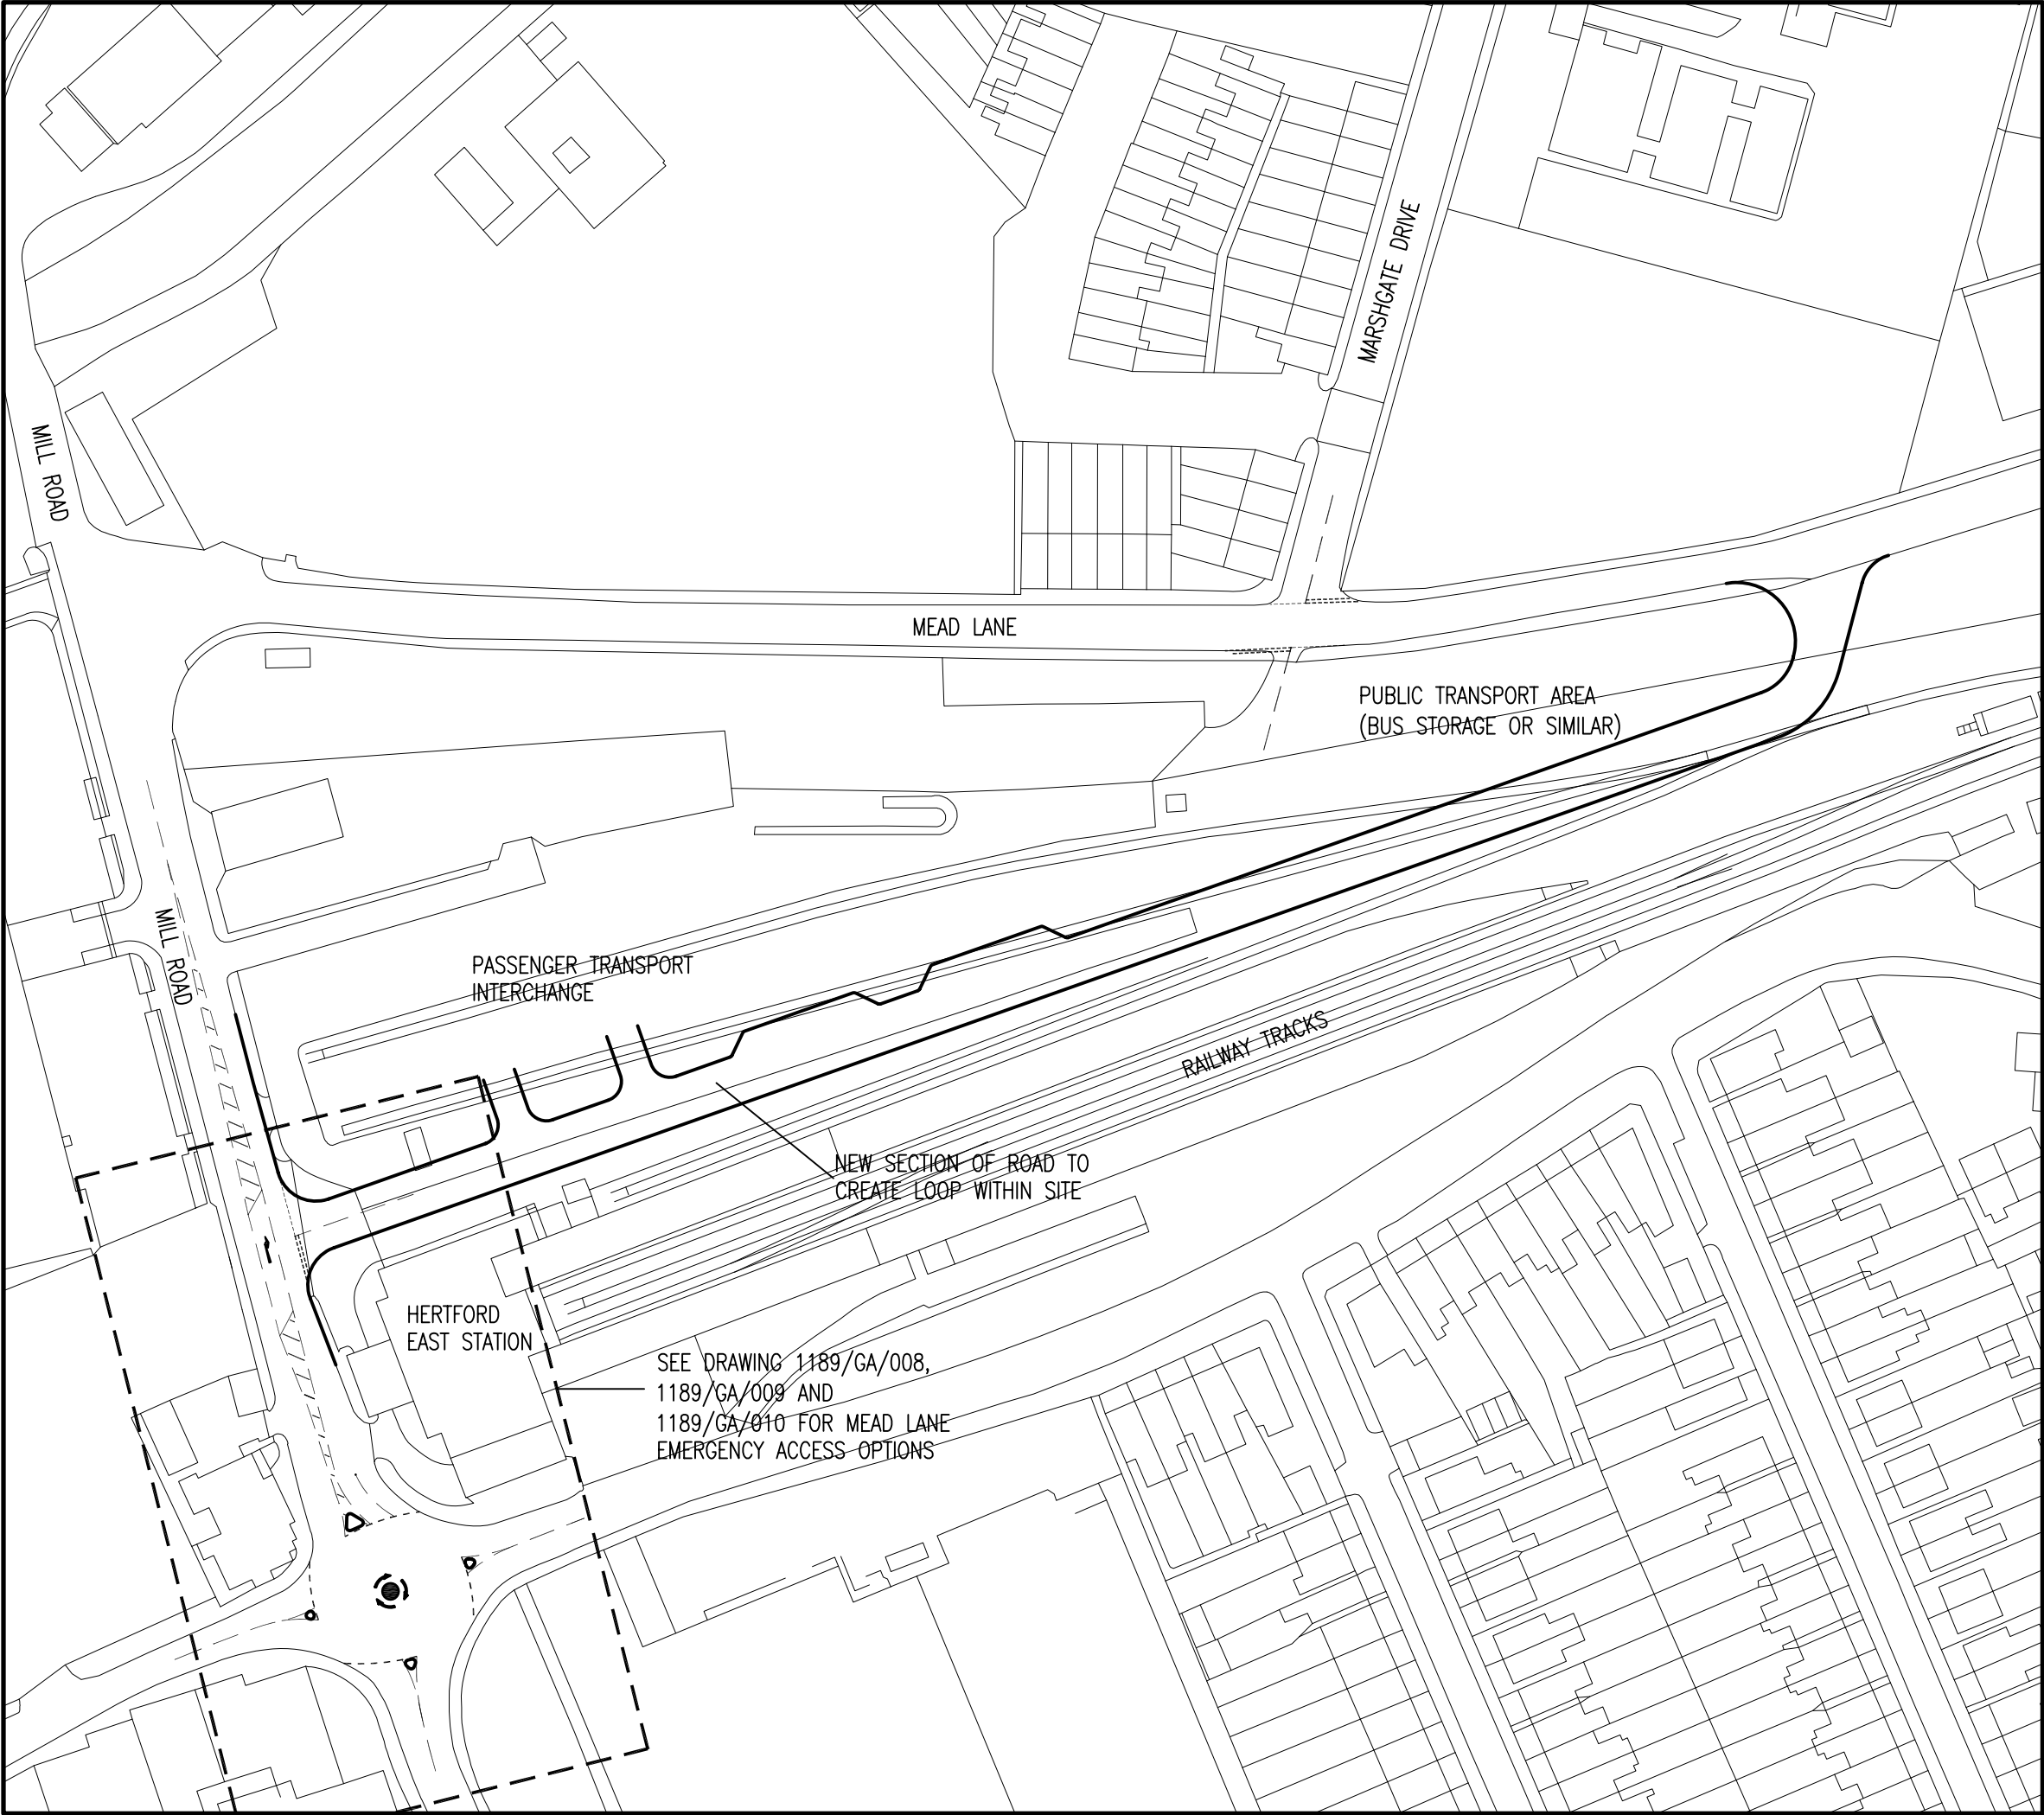 MARSHGATE DRIVE
MILL ROAD
MEAD LANE
PUBLIC TRANSPORT AREA
(BUS STORAGE OR SIMILAR)
MILL ROAD
PASSENGER TRANSPORT
INTERCHANGE
RAILWAY TRACKS
NEW SECTION OF ROAD TO
CREATE LOOP WITHIN SITE
HERTFORD
EAST STATION
SEE DRAWING 1189/GA/008,
1189/GA/009 AND
1189/GA/010 FOR MEAD LANE
EMERGENCY ACCESS OPTIONS